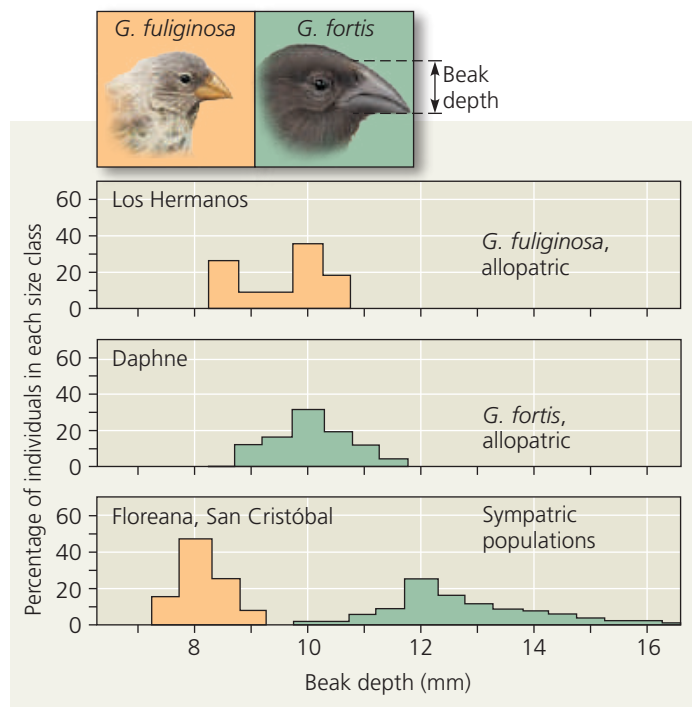 G. fuliginosa
G. fortis
Beak
depth
Percentage of individuals in each size class
Los Hermanos
60
40
20
0
G. fuliginosa,
allopatric
Daphne
60
40
20
0
G. fortis,
allopatric
Floreana, San Cristóbal
Sympatric
populations
60
40
20
0
8
10
12
14
16
Beak depth (mm)